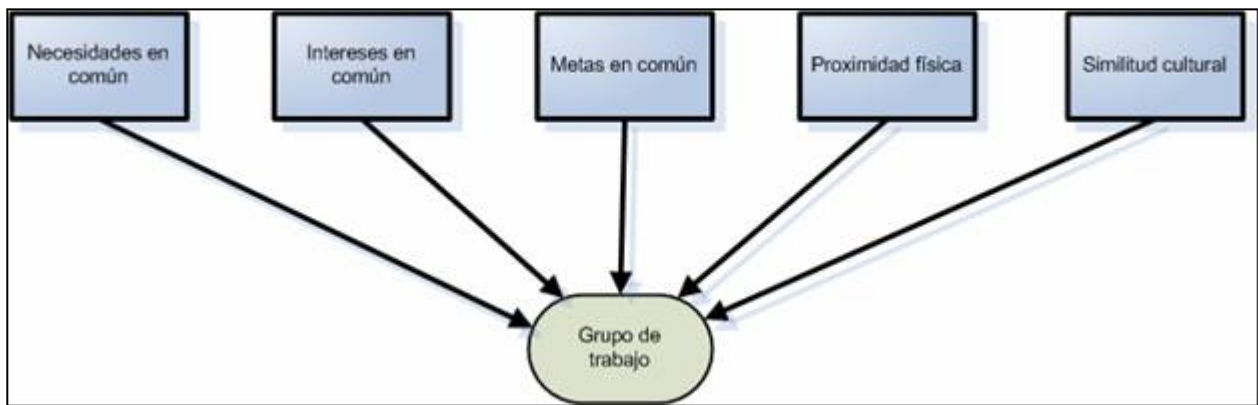 Necesidades en
común
Intereses en
común
Metas en común
Proximidad física
Similitud cultural
Grupo de
trabajo